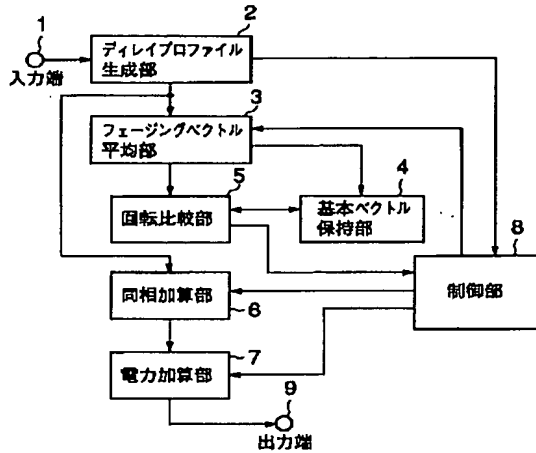 1
入力端
2
ディレイプロファイル
生成部
3
フェージングベクトル
平均部
4
基本ベクトル
保持部
5
回転比較部
8
制御部
同相加算部
6
7
電力加算部
9
出力端